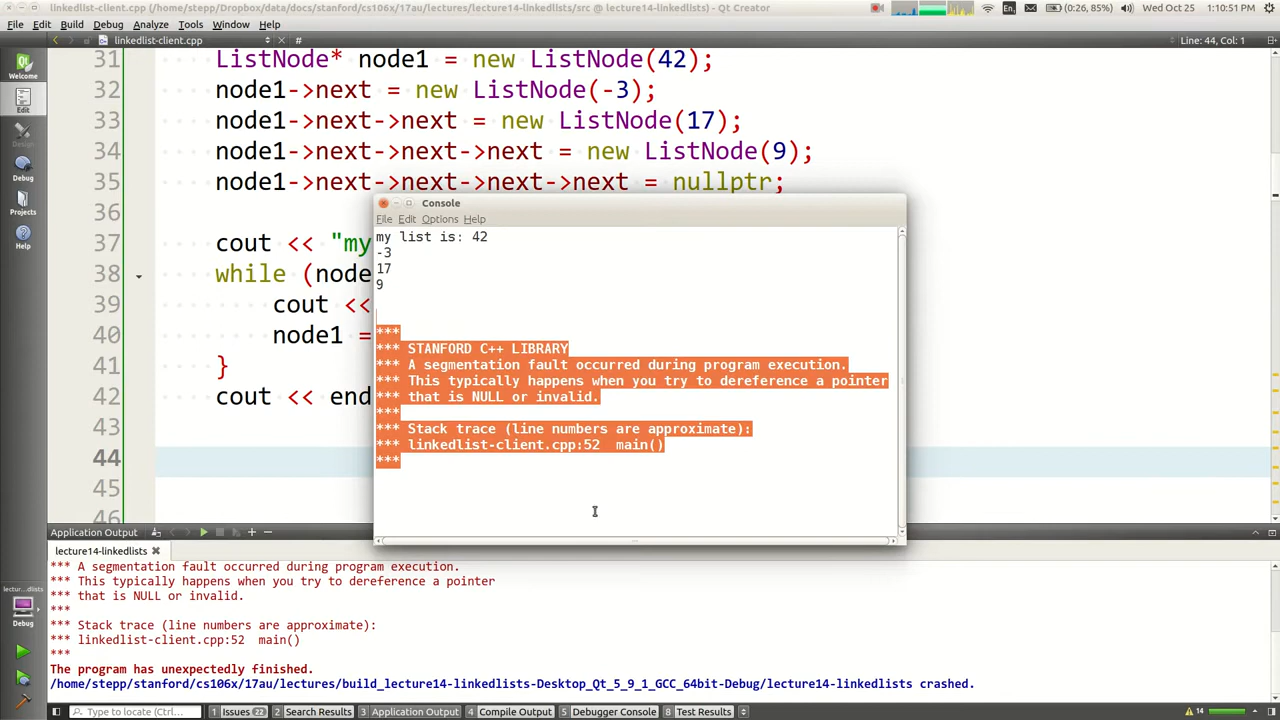 linkedlist-client.cpp (/home/stepp/Dropbox/data/docs/stanford/cs106x/17au/lectures/lecture14-linkedlists/src @ lecture14-linkedlists) - Qt Creator
En
(0:26, 85%)
Wed Oct 25
1:10:51 PM
File Edit Build Debug Analyze Tools Window Help
linkedlist-client.cpp
#
Line: 44, Col: 1
Welcome
Edit
Design
Debug
Projects
Help
31 ListNode* node1 = new ListNode(42);
32 node1->next = new ListNode(-3);
33 node1->next->next = new ListNode(17);
34 node1->next->next->next = new ListNode(9);
35 node1->next->next->next->next = nullptr;
36
37 cout << "my
38 while (node
39 cout <<
40 node1 =
41 }
42 cout << end
43
44
45
46
Console
File Edit Options Help
my list is: 42
-3
17
9
***
*** STANFORD C++ LIBRARY
*** A segmentation fault occurred during program execution.
*** This typically happens when you try to dereference a pointer
*** that is NULL or invalid.
***
*** Stack trace (line numbers are approximate):
*** linkedlist-client.cpp:52 main()
***
Application Output
lecture14-linkedlists
*** A segmentation fault occurred during program execution.
*** This typically happens when you try to dereference a pointer
*** that is NULL or invalid.
***
*** Stack trace (line numbers are approximate):
*** linkedlist-client.cpp:52 main()
***
The program has unexpectedly finished.
/home/stepp/stanford/cs106x/17au/lectures/build_lecture14-linkedlists-Desktop_Qt_5_9_1_GCC_64bit-Debug/lecture14-linkedlists crashed.
lectur...dlists
Debug
Type to locate (Ctrl...
1 Issues 22
2 Search Results
3 Application Output
4 Compile Output
5 Debugger Console
8 Test Results
14